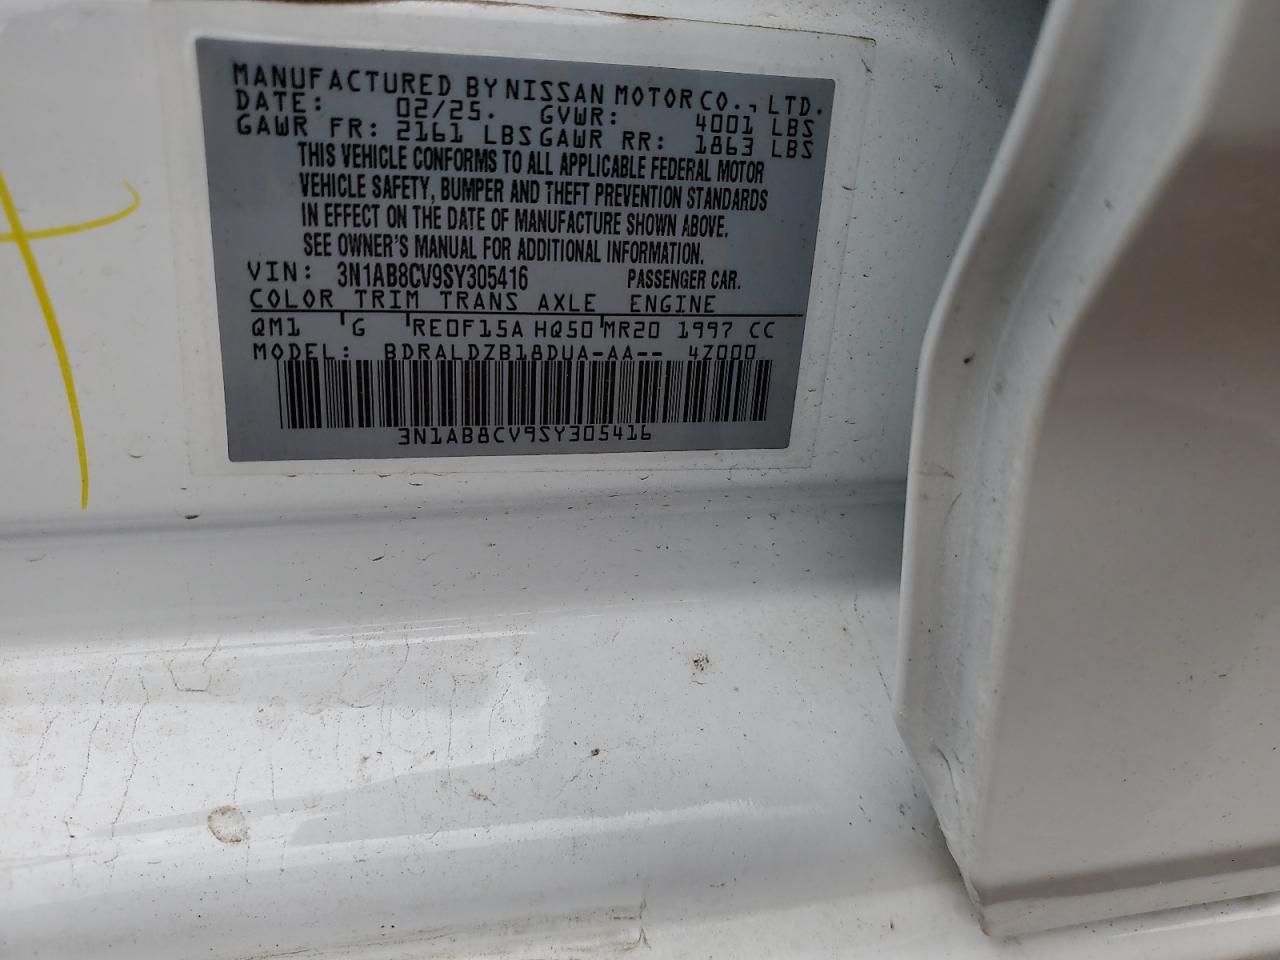 MANUFACTURED BY NISSAN MOTOR CO., LTD.
DATE: 02/25. GVWR: 4001 LBS
GAWR FR: 2161 LBS GAWR RR: 1863 LBS
THIS VEHICLE CONFORMS TO ALL APPLICABLE FEDERAL MOTOR
VEHICLE SAFETY, BUMPER AND THEFT PREVENTION STANDARDS
IN EFFECT ON THE DATE OF MANUFACTURE SHOWN ABOVE.
SEE OWNER'S MANUAL FOR ADDITIONAL INFORMATION.
VIN: 3N1AB8CV9SY305416 PASSENGER CAR.
COLOR TRIM TRANS AXLE ENGINE
QM1 G RE0F15A HQ50 MR20 1997 CC
MODEL: BDRALDZB18DUA-AA-- 4Z000
3N1AB8CV9SY305416